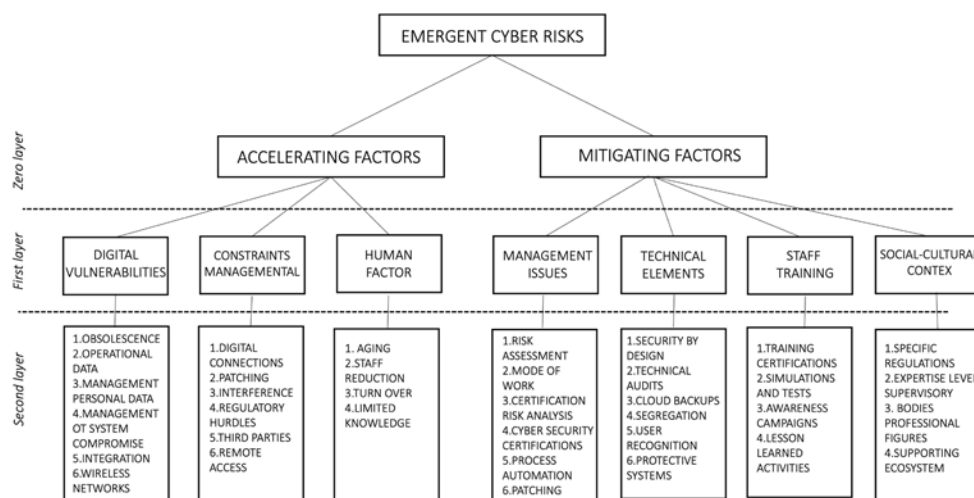 EMERGENT CYBER RISKS
Zero layer
ACCELERATING FACTORS
MITIGATING FACTORS
First layer
DIGITAL
VULNERABILITIES
CONSTRAINTS
MANAGEMENTAL
HUMAN
FACTOR
MANAGEMENT
ISSUES
TECHNICAL
ELEMENTS
STAFF
TRAINING
SOCIAL-CULTURAL
CONTEX
Second layer
1.OBSOLESCENCE
2.OPERATIONAL
DATA
3.MANAGEMENT
PERSONAL DATA
4.MANAGEMENT
OT SYSTEM
COMPROMISE
5.INTEGRATION
6.WIRELESS
NETWORKS
1.DIGITAL
CONNECTIONS
2.PATCHING
3.INTERFERENCE
4.REGULATORY
HURDLES
5.THIRD PARTIES
6.REMOTE
ACCESS
1. AGING
2.STAFF
REDUCTION
3.TURN OVER
4.LIMITED
KNOWLEDGE
1.RISK
ASSESSMENT
2.MODE OF
WORK
3.CERTIFICATION
RISK ANALYSIS
4.CYBER SECURITY
CERTIFICATIONS
5.PROCESS
AUTOMATION
6.PATCHING
1.SECURITY BY
DESIGN
2.TECHNICAL
AUDITS
3.CLOUD BACKUPS
4.SEGREGATION
5.USER
RECOGNITION
6.PROTECTIVE
SYSTEMS
1.TRAINING
CERTIFICATIONS
2.SIMULATIONS
AND TESTS
3.AWARENESS
CAMPAIGNS
4.LESSON
LEARNED
ACTIVITIES
1.SPECIFIC
REGULATIONS
2.EXPERTISE LEVEL
SUPERVISORY
3. BODIES
PROFESSIONAL
FIGURES
4.SUPPORTING
ECOSYSTEM